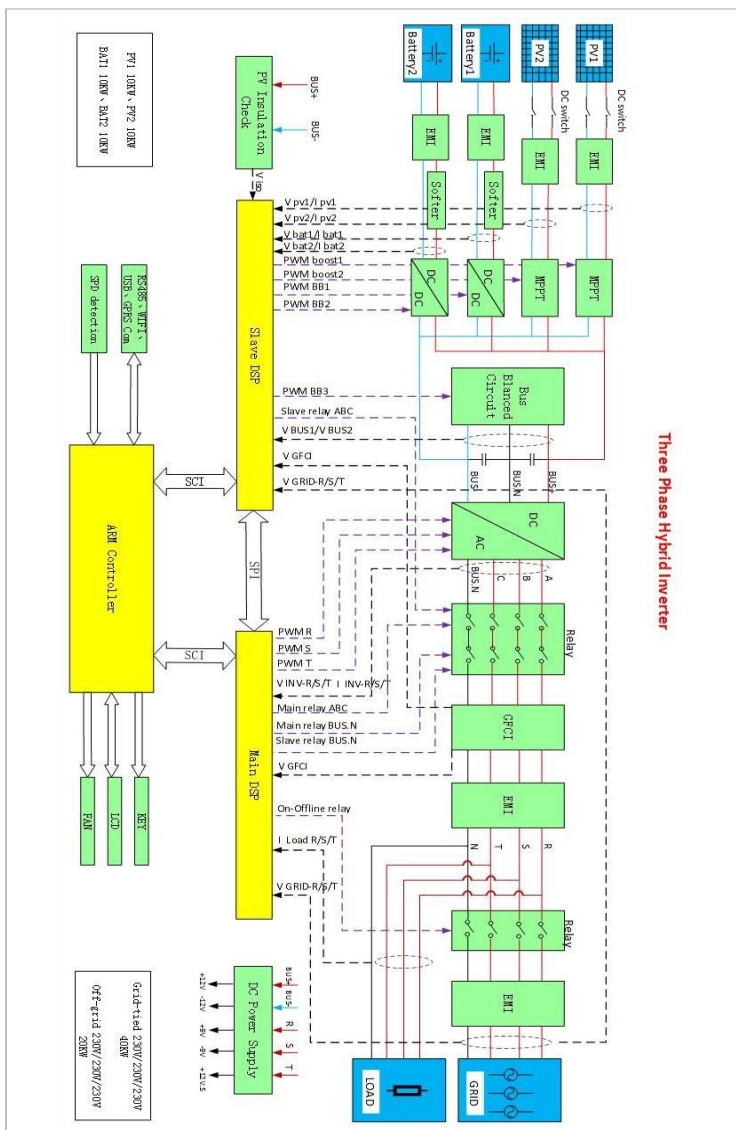 Three Phase Hybrid Inverter
PV1
PV2
Battery1
Battery2
DC switch
DC switch
EMI
EMI
EMI
EMI
Softer
Softer
MPPT
MPPT
DC
DC
DC
DC
Bus
Blanced
Circuit
BUS+
BUS.N
BUS-
DC
AC
A
B
C
BUS.N
Relay
GFCI
EMI
R
S
T
N
Relay
EMI
GRID
LOAD
BUS+
BUS-
PV Insulation
Check
V iso
V pv1/I pv1
V pv2/I pv2
V bat1/I bat1
V bat2/I bat2
PWM boost1
PWM boost2
PWM BB1
PWM BB2
PWM BB3
Slave relay ABC
V BUS1/V BUS2
V GFCI
V GRID-R/S/T
Slave DSP
SPI
PWM R
PWM S
PWM T
V INV-R/S/T
I INV-R/S/T
Main relay ABC
Main relay BUS.N
Slave relay BUS.N
V GFCI
On-Offline relay
I Load R/S/T
V GRID-R/S/T
Main DSP
BUS+
BUS-
R
S
T
DC Power Supply
+12V
-12V
+9V
-9V
+12V.S
SCI
SCI
ARM Controller
RS485、WIFI、
USB、GPRS Com
SPD detection
KEY
LCD
FAN
PV1 10KW、PV2 10KW
BAT1 10KW、BAT2 10KW
Grid-tied 230V/230V/230V
40KW
Off-grid 230V/230V/230V
20KW